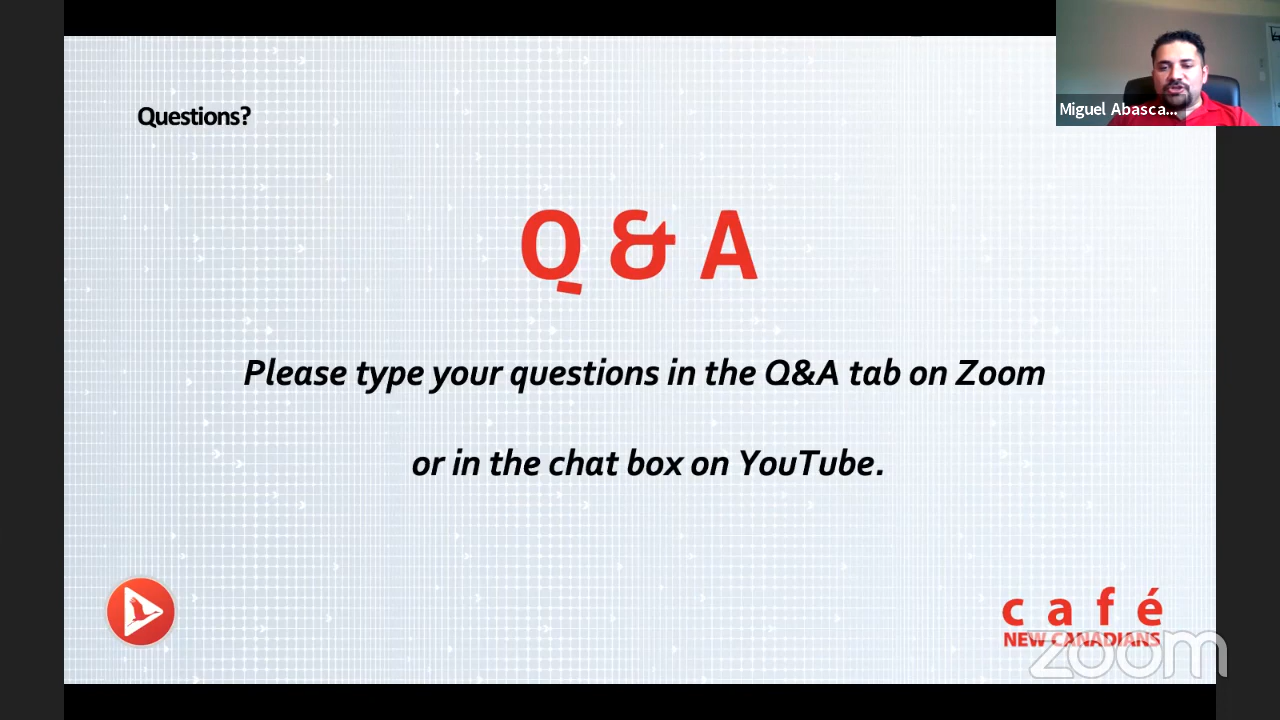 Questions?
Miguel Abasca...
Q & A
Please type your questions in the Q&A tab on Zoom
or in the chat box on YouTube.
café
NEW CANADIANS
zoom